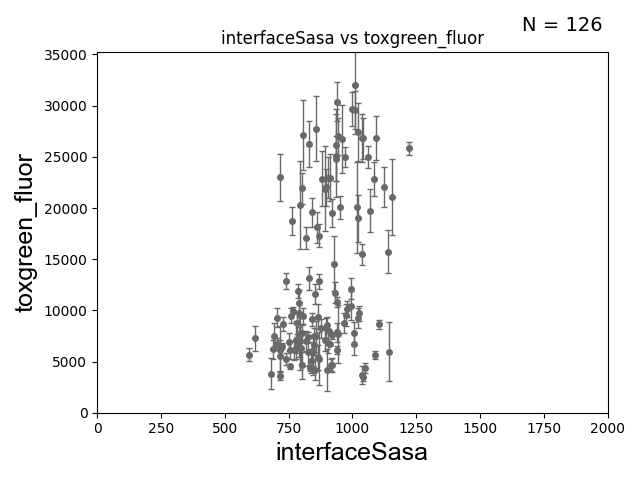 N = 126
interfaceSasa vs toxgreen_fluor
35000
30000
25000
20000
15000
10000
5000
0
toxgreen_fluor
0 250 500 750 1000 1250 1500 1750 2000
interfaceSasa